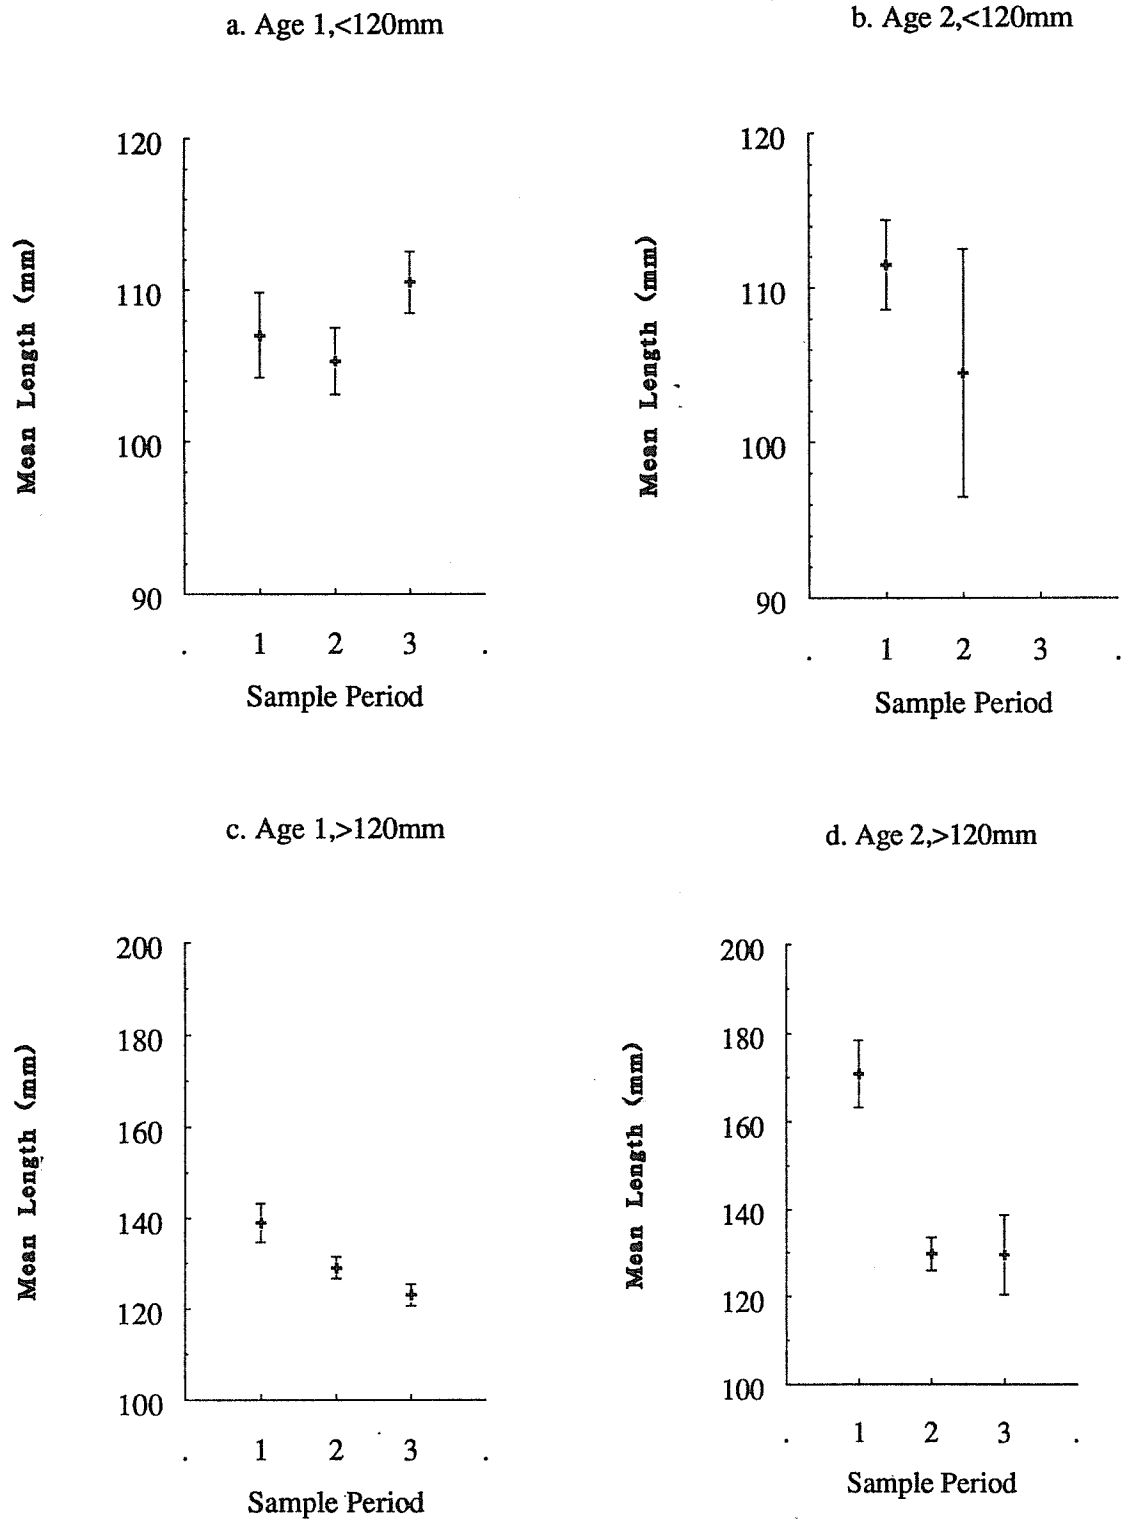 a. Age 1,<120mm
120
110
100
90
Mean Length (mm)
. 1 2 3 .
Sample Period
b. Age 2,<120mm
120
110
100
90
Mean Length (mm)
. 1 2 3 .
Sample Period
c. Age 1,>120mm
200
180
160
140
120
100
Mean Length (mm)
. 1 2 3 .
Sample Period
d. Age 2,>120mm
200
180
160
140
120
100
Mean Length (mm)
. 1 2 3 .
Sample Period